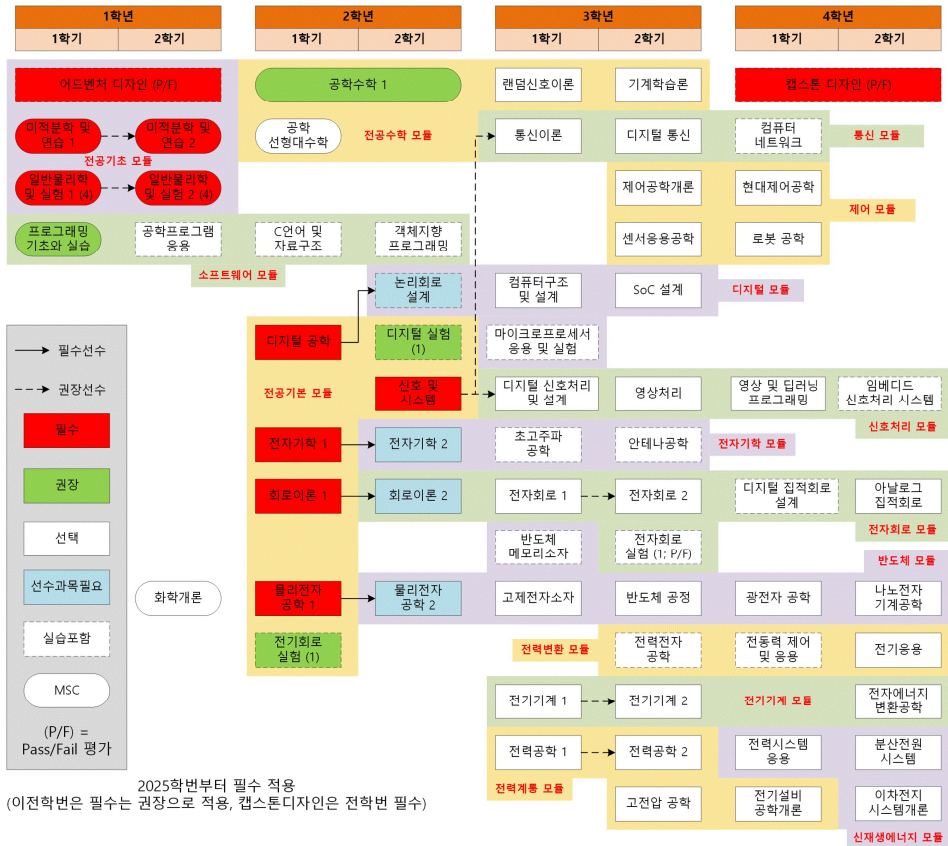 1학년
2학년
3학년
4학년
1학기
2학기
1학기
2학기
1학기
2학기
1학기
2학기
어드벤처 디자인 (P/F)
공학수학 1
랜덤신호이론
기계학습론
캡스톤 디자인 (P/F)
미적분학 및
연습 1
미적분학 및
연습 2
전공기초 모듈
공학
선형대수학
전공수학 모듈
통신이론
디지털 통신
컴퓨터
네트워크
통신 모듈
일반물리학
및 실험 1 (4)
일반물리학
및 실험 2 (4)
제어공학개론
현대제어공학
제어 모듈
프로그래밍
기초와 실습
공학프로그램
응용
C언어 및
자료구조
객체지향
프로그래밍
센서응용공학
로봇 공학
소프트웨어 모듈
논리회로
설계
컴퓨터구조
및 설계
SoC 설계
디지털 모듈
디지털 공학
디지털 실험
(1)
마이크로프로세서
응용 및 실험
전공기본 모듈
신호 및
시스템
디지털 신호처리
및 설계
영상처리
영상 및 딥러닝
프로그래밍
임베디드
신호처리 시스템
신호처리 모듈
전자기학 1
전자기학 2
초고주파
공학
안테나공학
전자기학 모듈
회로이론 1
회로이론 2
전자회로 1
전자회로 2
디지털 집적회로
설계
아날로그
집적회로
전자회로 모듈
반도체
메모리소자
전자회로
실험 (1; P/F)
반도체 모듈
화학개론
물리전자
공학 1
물리전자
공학 2
고체전자소자
반도체 공정
광전자 공학
나노전자
기계공학
전기회로
실험 (1)
전력변환 모듈
전력전자
공학
전동력 제어
및 응용
전기응용
전기기계 1
전기기계 2
전기기계 모듈
전자에너지
변환공학
전력공학 1
전력공학 2
전력시스템
응용
분산전원
시스템
전력계통 모듈
고전압 공학
전기설비
공학개론
이차전지
시스템개론
신재생에너지 모듈
필수선수
권장선수
필수
권장
선택
선수과목필요
실습포함
MSC
(P/F) =
Pass/Fail 평가
2025학번부터 필수 적용
(이전학번은 필수는 권장으로 적용, 캡스톤디자인은 전학번 필수)